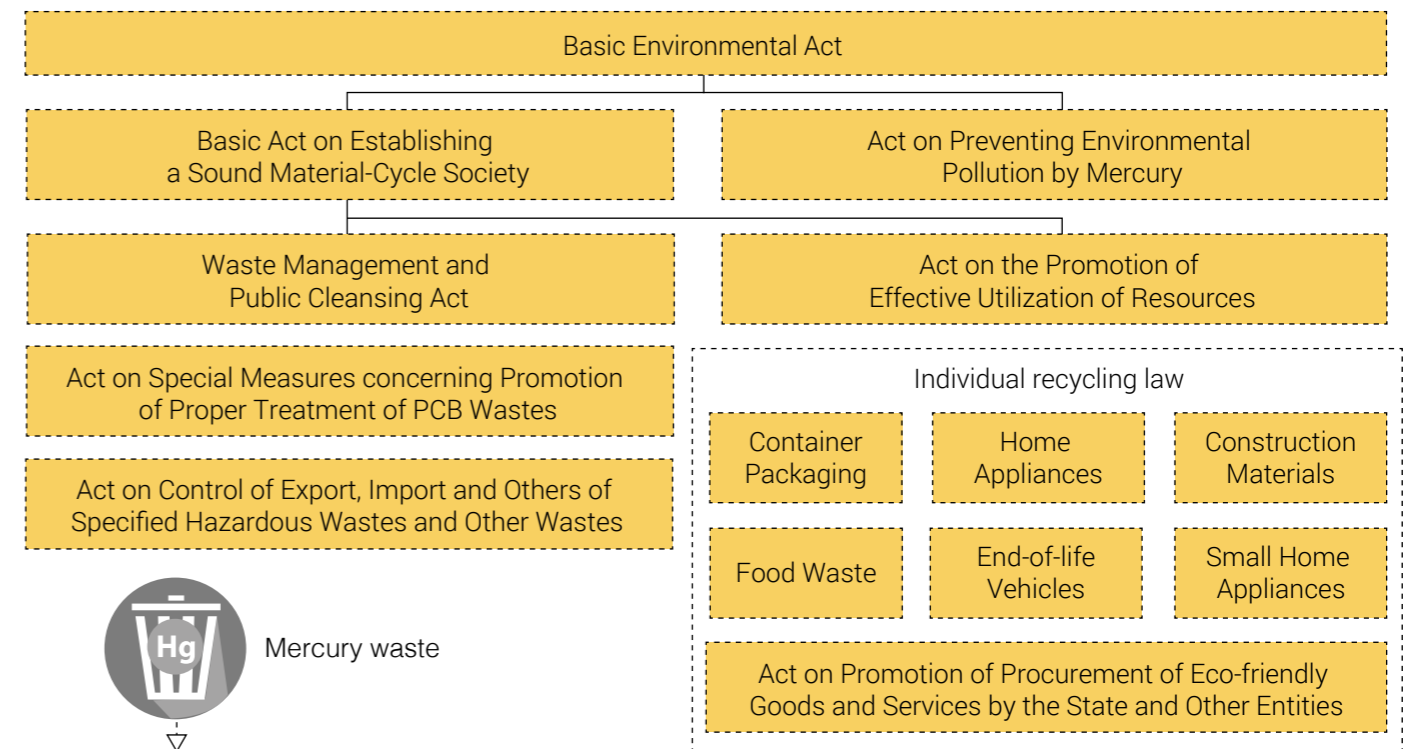 Basic Environmental Act
Basic Act on Establishing
a Sound Material-Cycle Society
Act on Preventing Environmental
Pollution by Mercury
Waste Management and
Public Cleansing Act
Act on the Promotion of
Effective Utilization of Resources
Act on Special Measures concerning Promotion
of Proper Treatment of PCB Wastes
Act on Control of Export, Import and Others of
Specified Hazardous Wastes and Other Wastes
Individual recycling law
Container
Packaging
Home
Appliances
Construction
Materials
Food Waste
End-of-life
Vehicles
Small Home
Appliances
Act on Promotion of Procurement of Eco-friendly
Goods and Services by the State and Other Entities
Hg
Mercury waste